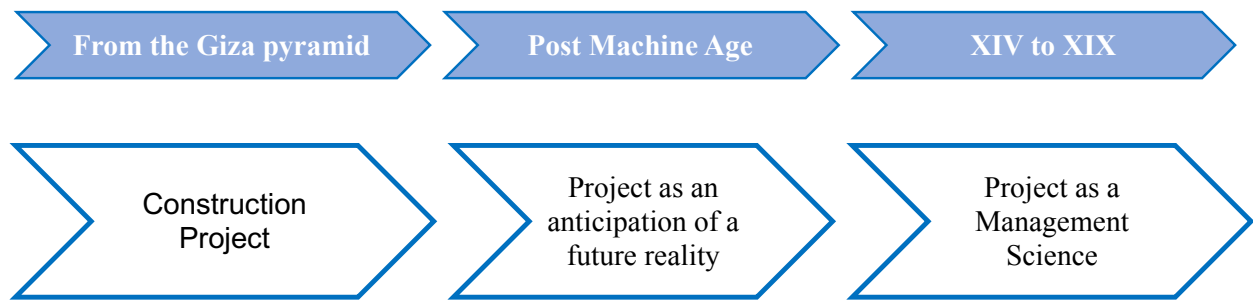 From the Giza pyramid
Post Machine Age
XIV to XIX
Construction
Project
Project as an
anticipation of a
future reality
Project as a
Management
Science